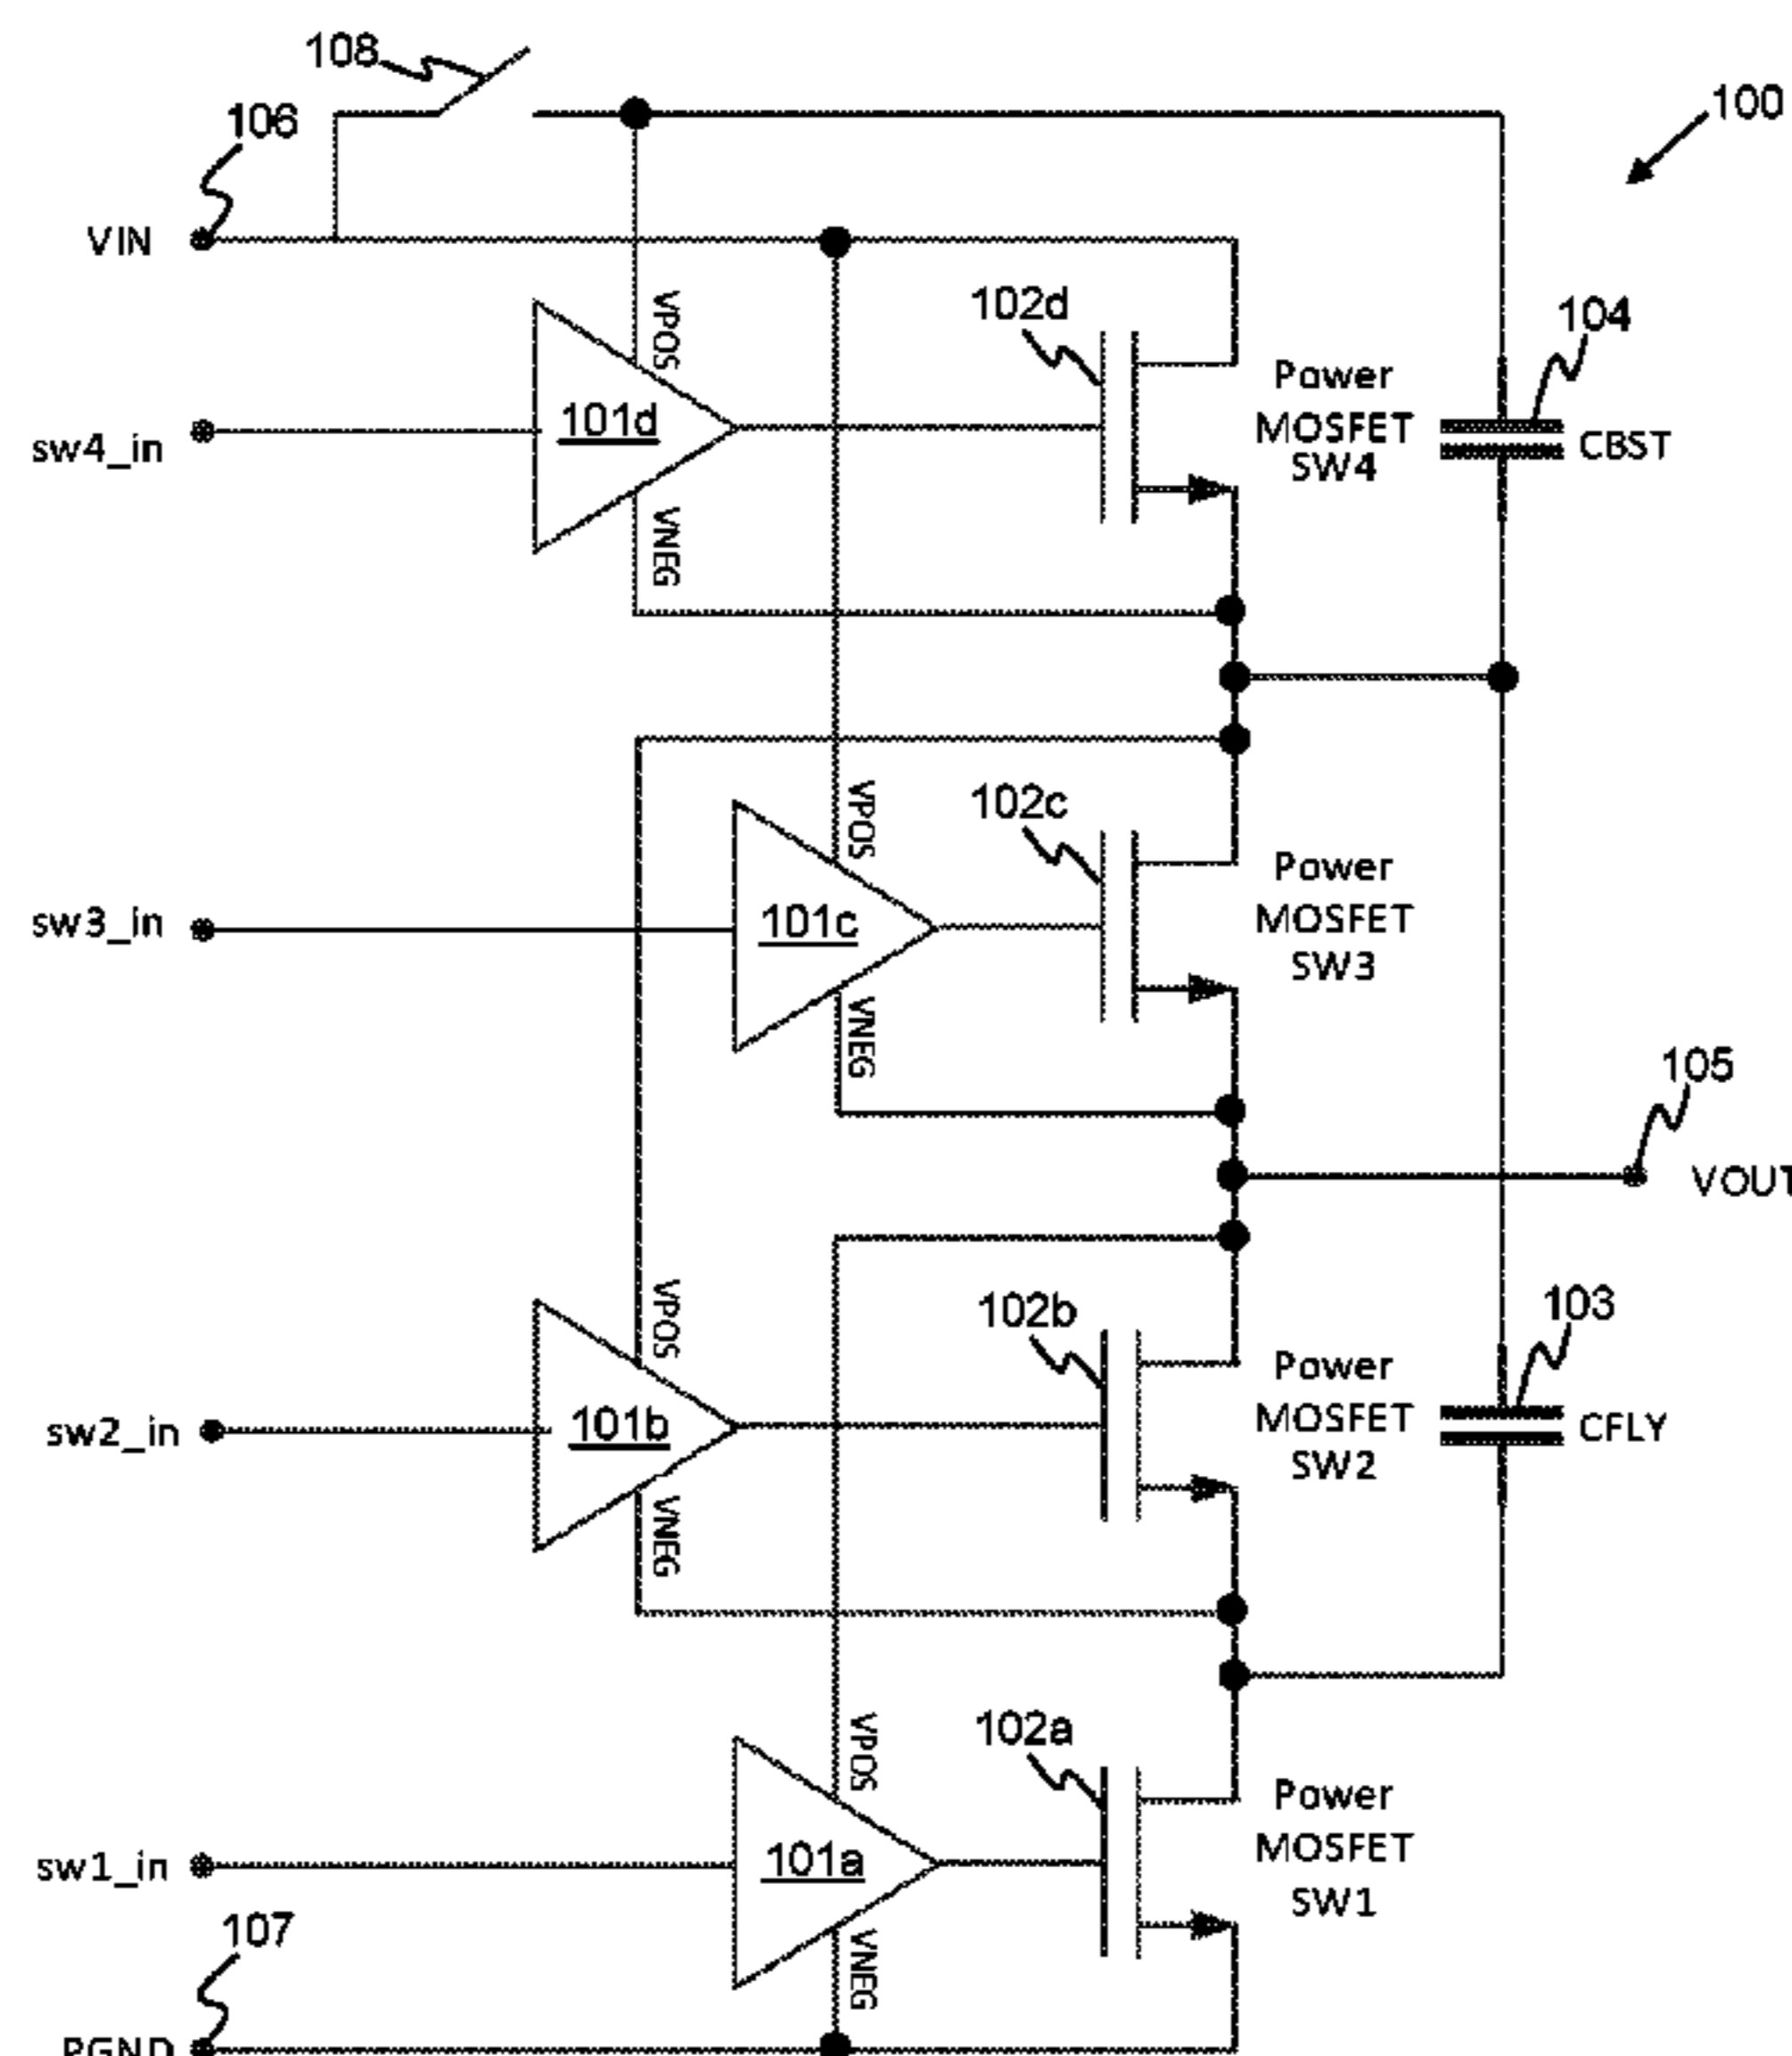 108
106
100
VIN
VPOS
102d
104
Power
MOSFET
SW4
101d
CBST
sw4_in
VNEG
VPOS
102c
Power
MOSFET
SW3
sw3_in
101c
VNEG
105
VOUT
VPOS
102b
103
Power
MOSFET
SW2
101b
CFLY
sw2_in
VNEG
VPOS
102a
Power
MOSFET
SW1
101a
sw1_in
107
VNEG
PGND